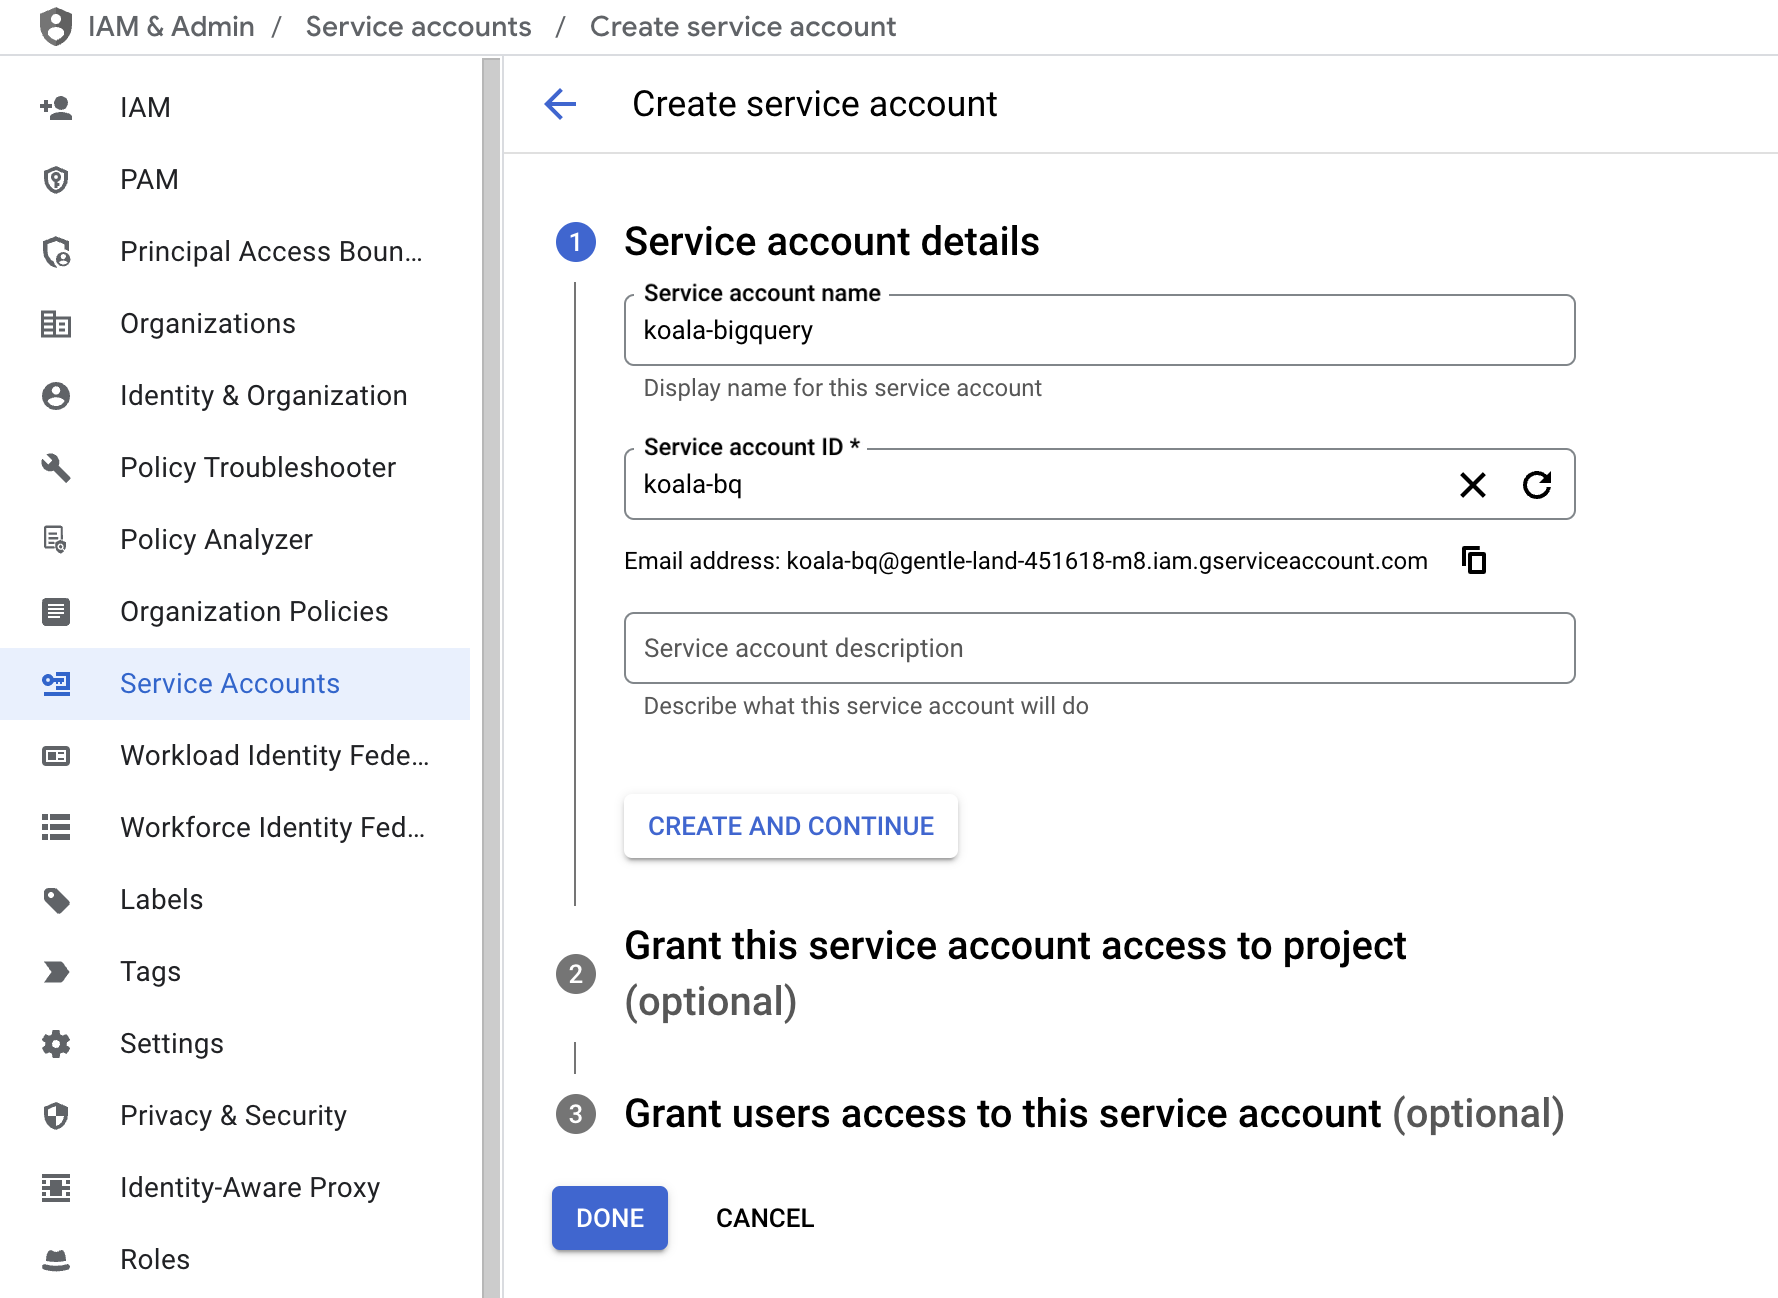 IAM & Admin / Service accounts / Create service account
IAM
PAM
Principal Access Boun...
Organizations
Identity & Organization
Policy Troubleshooter
Policy Analyzer
Organization Policies
Service Accounts
Workload Identity Fede...
Workforce Identity Fed...
Labels
Tags
Settings
Privacy & Security
Identity-Aware Proxy
Roles
Create service account
1 Service account details
Service account name
koala-bigquery
Display name for this service account
Service account ID *
koala-bq
Email address: koala-bq@gentle-land-451618-m8.iam.gserviceaccount.com
Service account description
Describe what this service account will do
CREATE AND CONTINUE
2 Grant this service account access to project
(optional)
3 Grant users access to this service account (optional)
DONE CANCEL